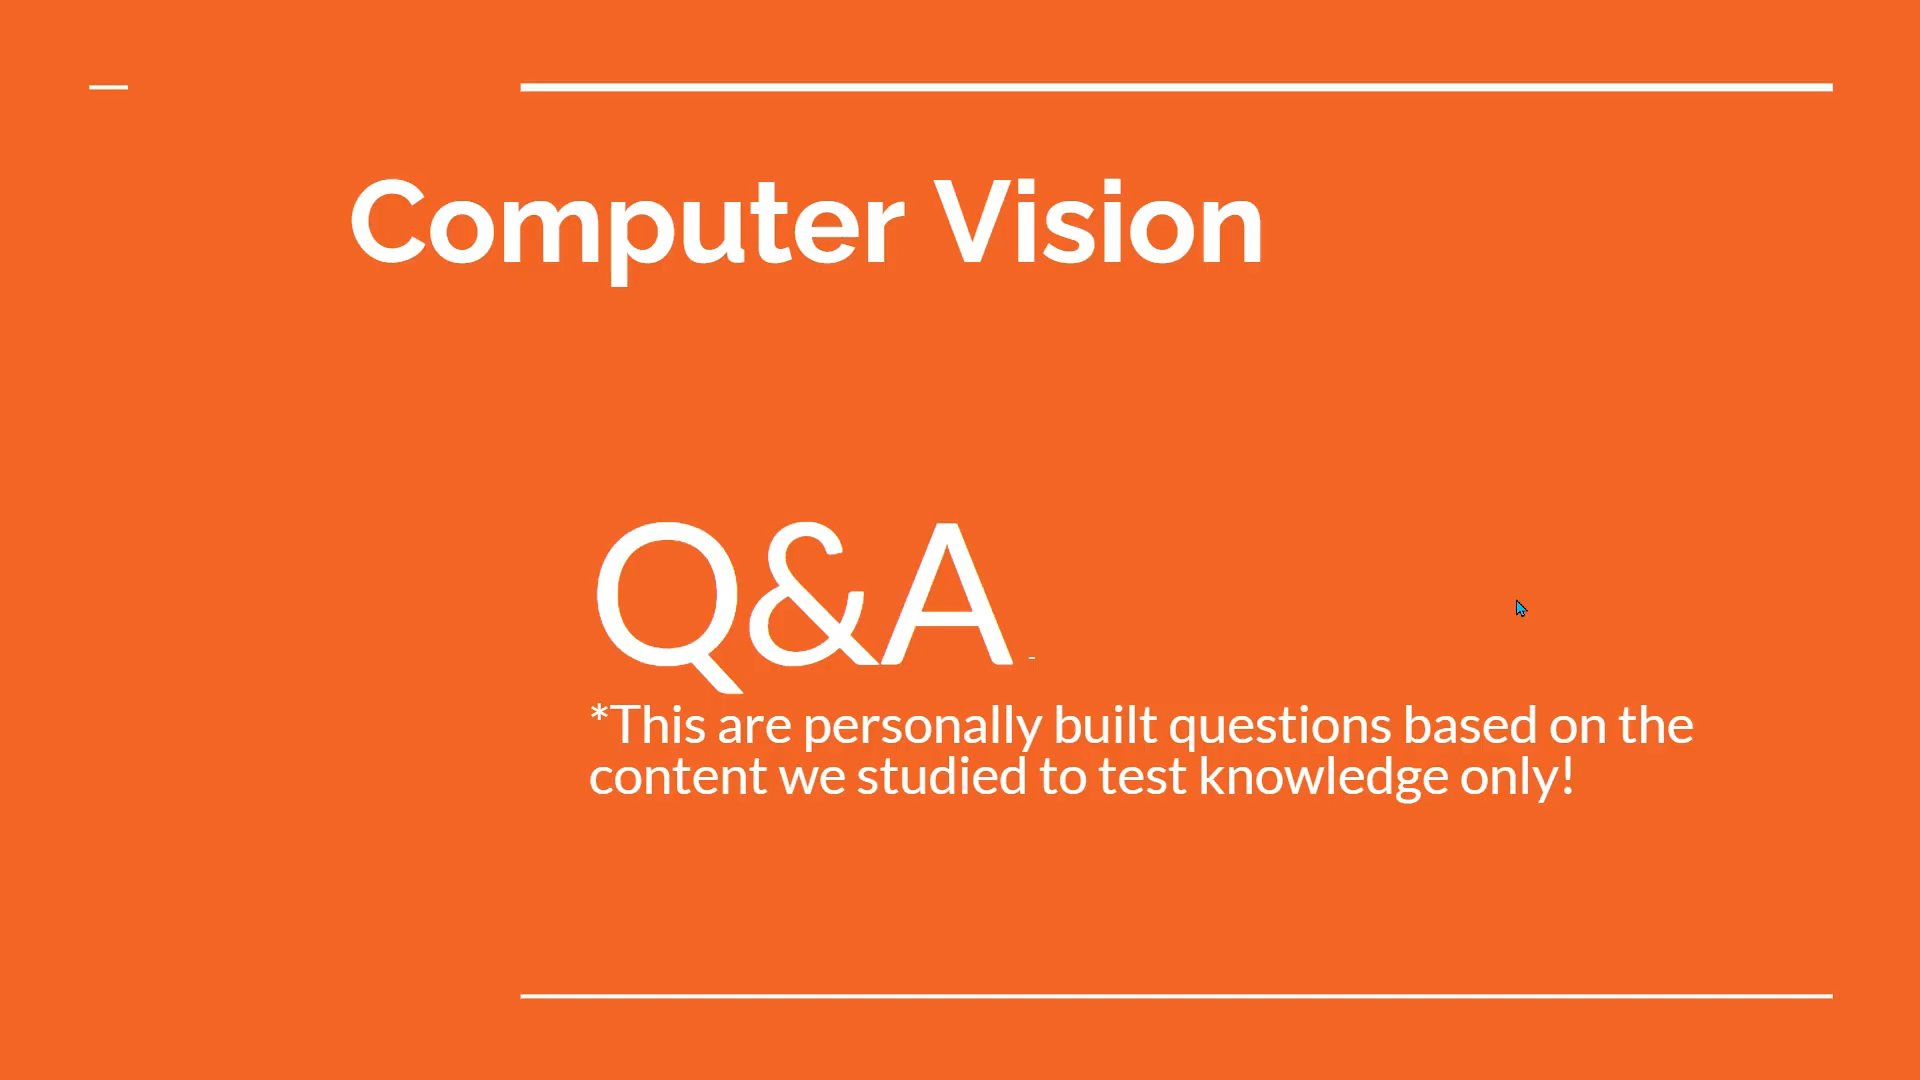 Computer Vision
Q&A -
*This are personally built questions based on the
content we studied to test knowledge only!